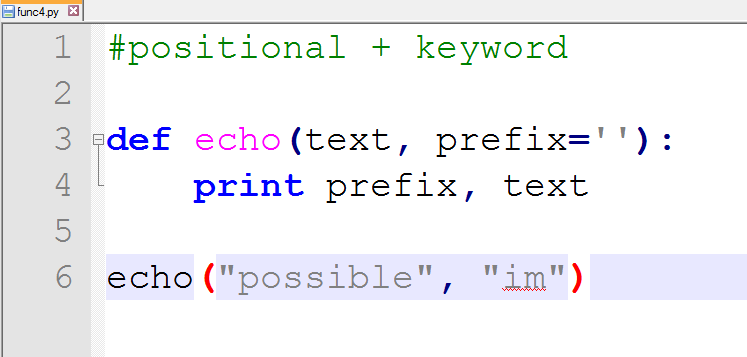 func4.py
1 #positional + keyword
2
3 def echo(text, prefix=''):
4     print prefix, text
5
6 echo("possible", "im")